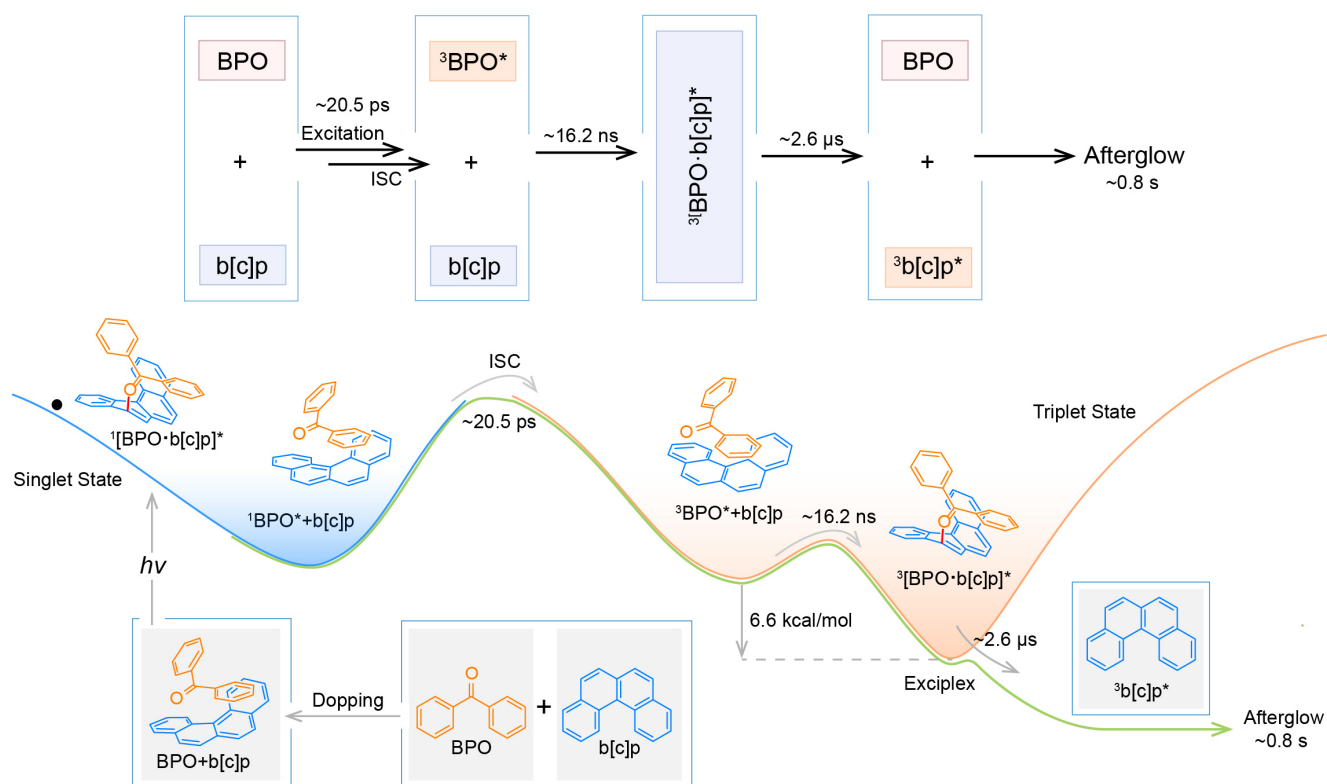 BPO
³BPO*
³[BPO·b[c]p]*
BPO
~20.5 ps
Excitation
ISC
+
+
~16.2 ns
~2.6 µs
+
Afterglow
~0.8 s
b[c]p
b[c]p
³b[c]p*
ISC
~20.5 ps
O
¹[BPO·b[c]p]*
Singlet State
O
¹BPO*+b[c]p
O
³BPO*+b[c]p
~16.2 ns
O
³[BPO·b[c]p]*
Triplet State
hν
6.6 kcal/mol
~2.6 µs
Exciplex
³b[c]p*
O
BPO+b[c]p
Dopping
O
BPO
+
b[c]p
Afterglow
~0.8 s